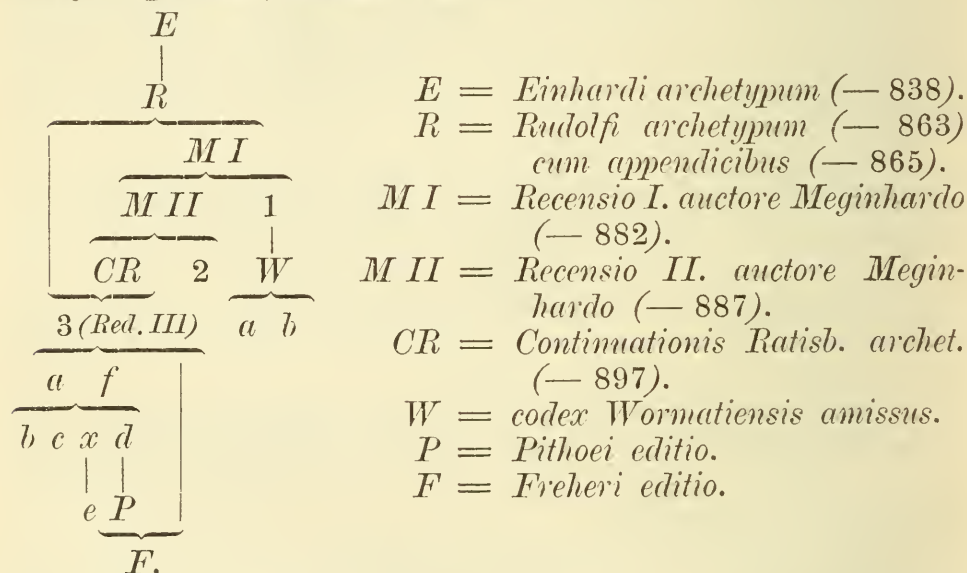 E
R
M I
M II 1
CR 2 W
3 (Red. III) a b
a f
b c x d
e P
F.
E = Einhardi archetypum (— 838).
R = Rudolfi archetypum (— 863)
cum appendicibus (— 865).
M I = Recensio I. auctore Meginhardo
(— 882).
M II = Recensio II. auctore Megin-
hardo (— 887).
CR = Continuationis Ratisb. archet.
(— 897).
W = codex Wormatiensis amissus.
P = Pithoei editio.
F = Freheri editio.